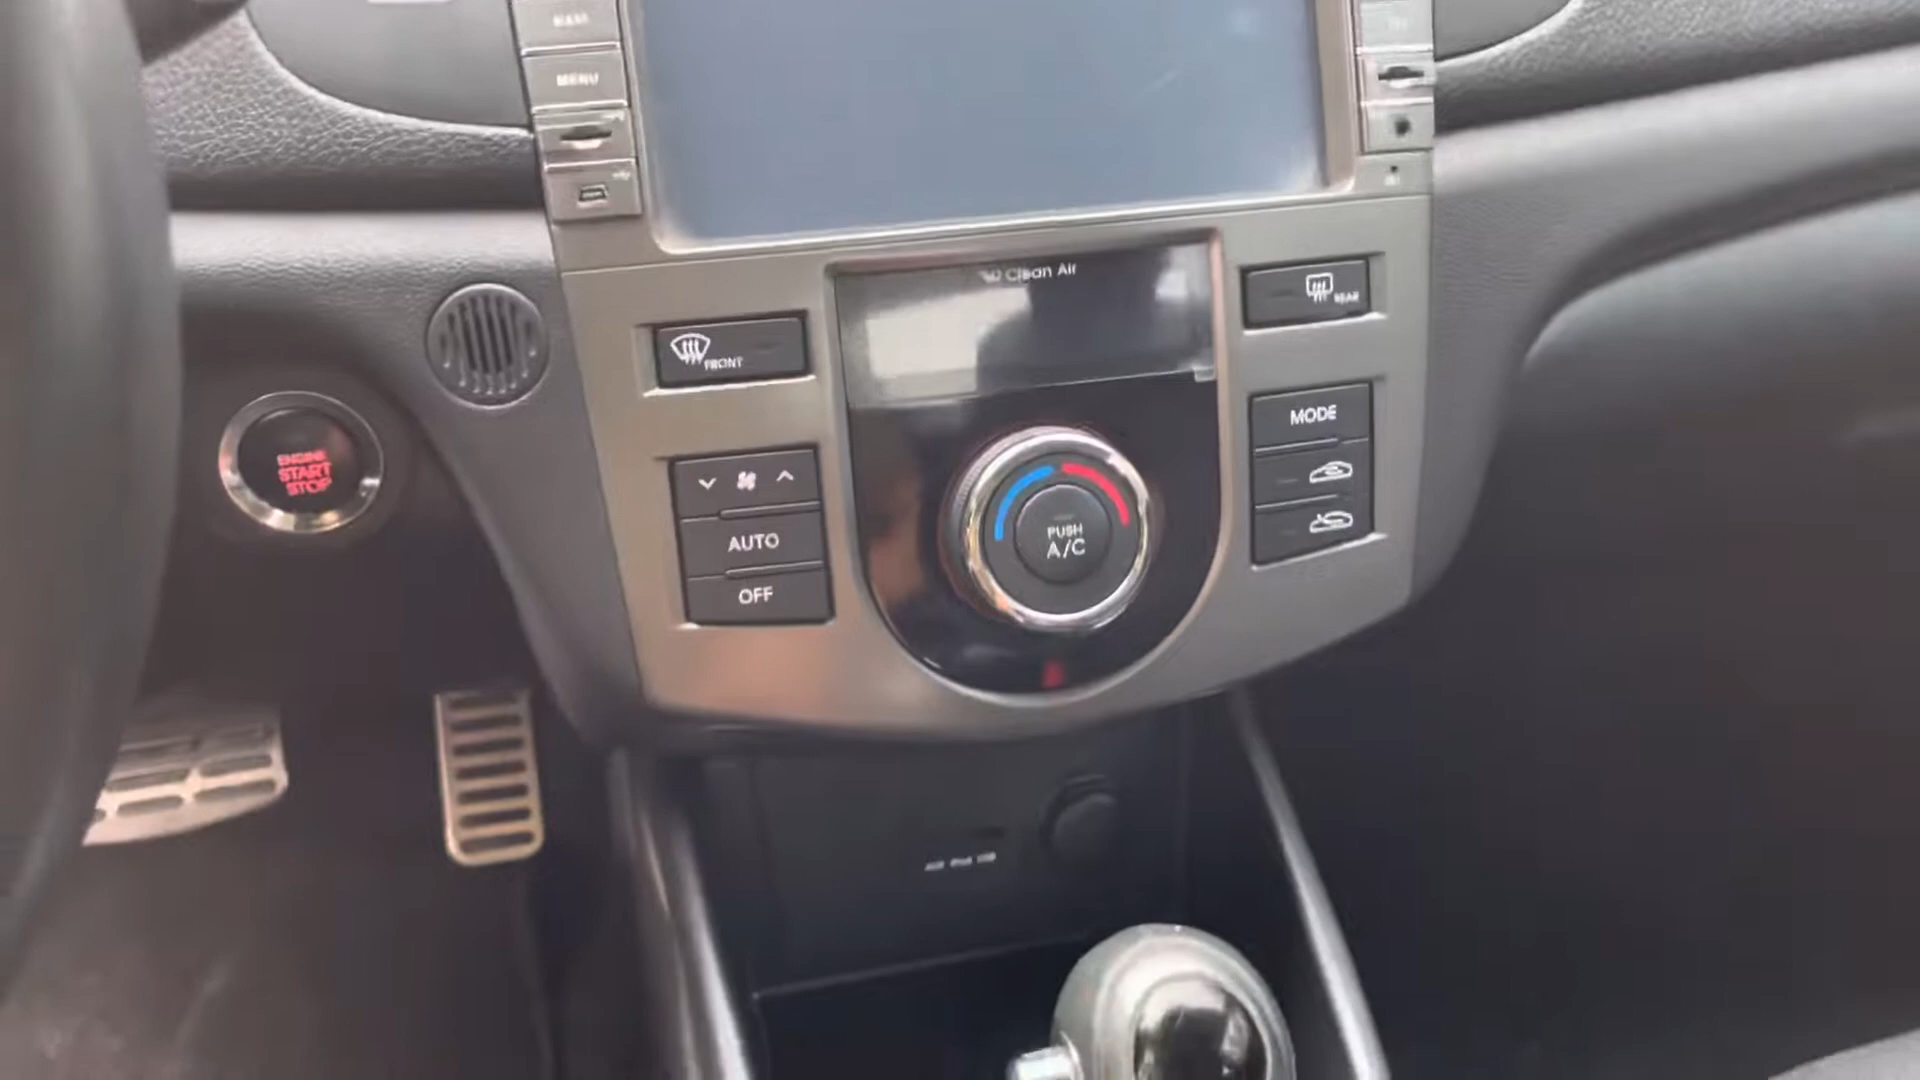 MENU
Clean Air
REAR
FRONT
MODE
ENGINE
START
STOP
AUTO
PUSH
A/C
OFF